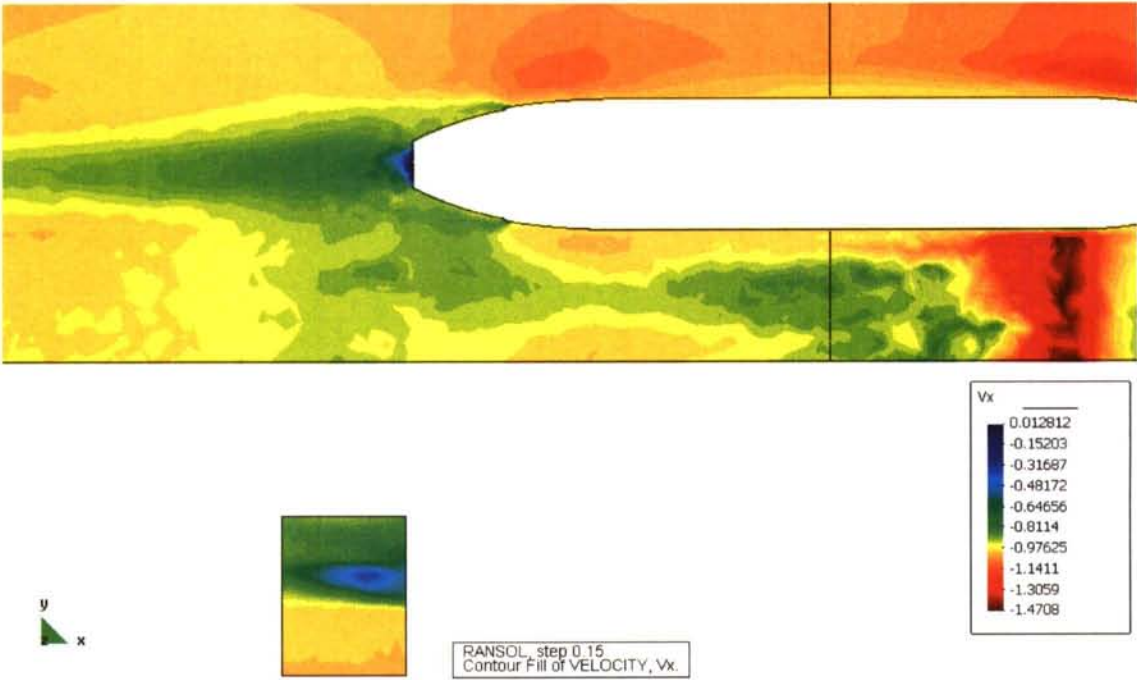 Vx
0.012812
-0.15203
-0.31687
-0.48172
-0.64656
-0.8114
-0.97625
-1.1411
-1.3059
-1.4708
y
z x
RANSOL, step 0.15
Contour Fill of VELOCITY, Vx.